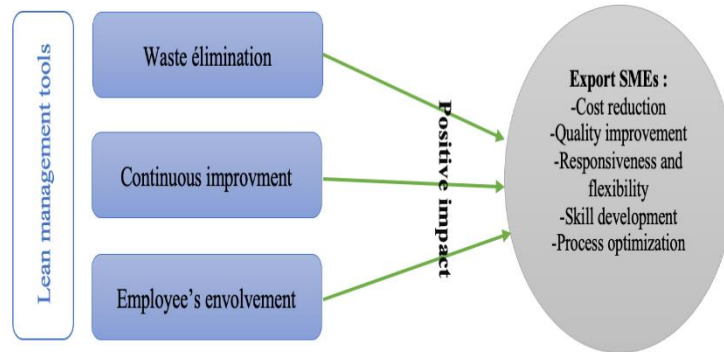 Lean management tools
Waste élimination
Continuous improvment
Employee’s envolvement
Positive impact
Export SMEs :
-Cost reduction
-Quality improvement
-Responsiveness and
flexibility
-Skill development
-Process optimization